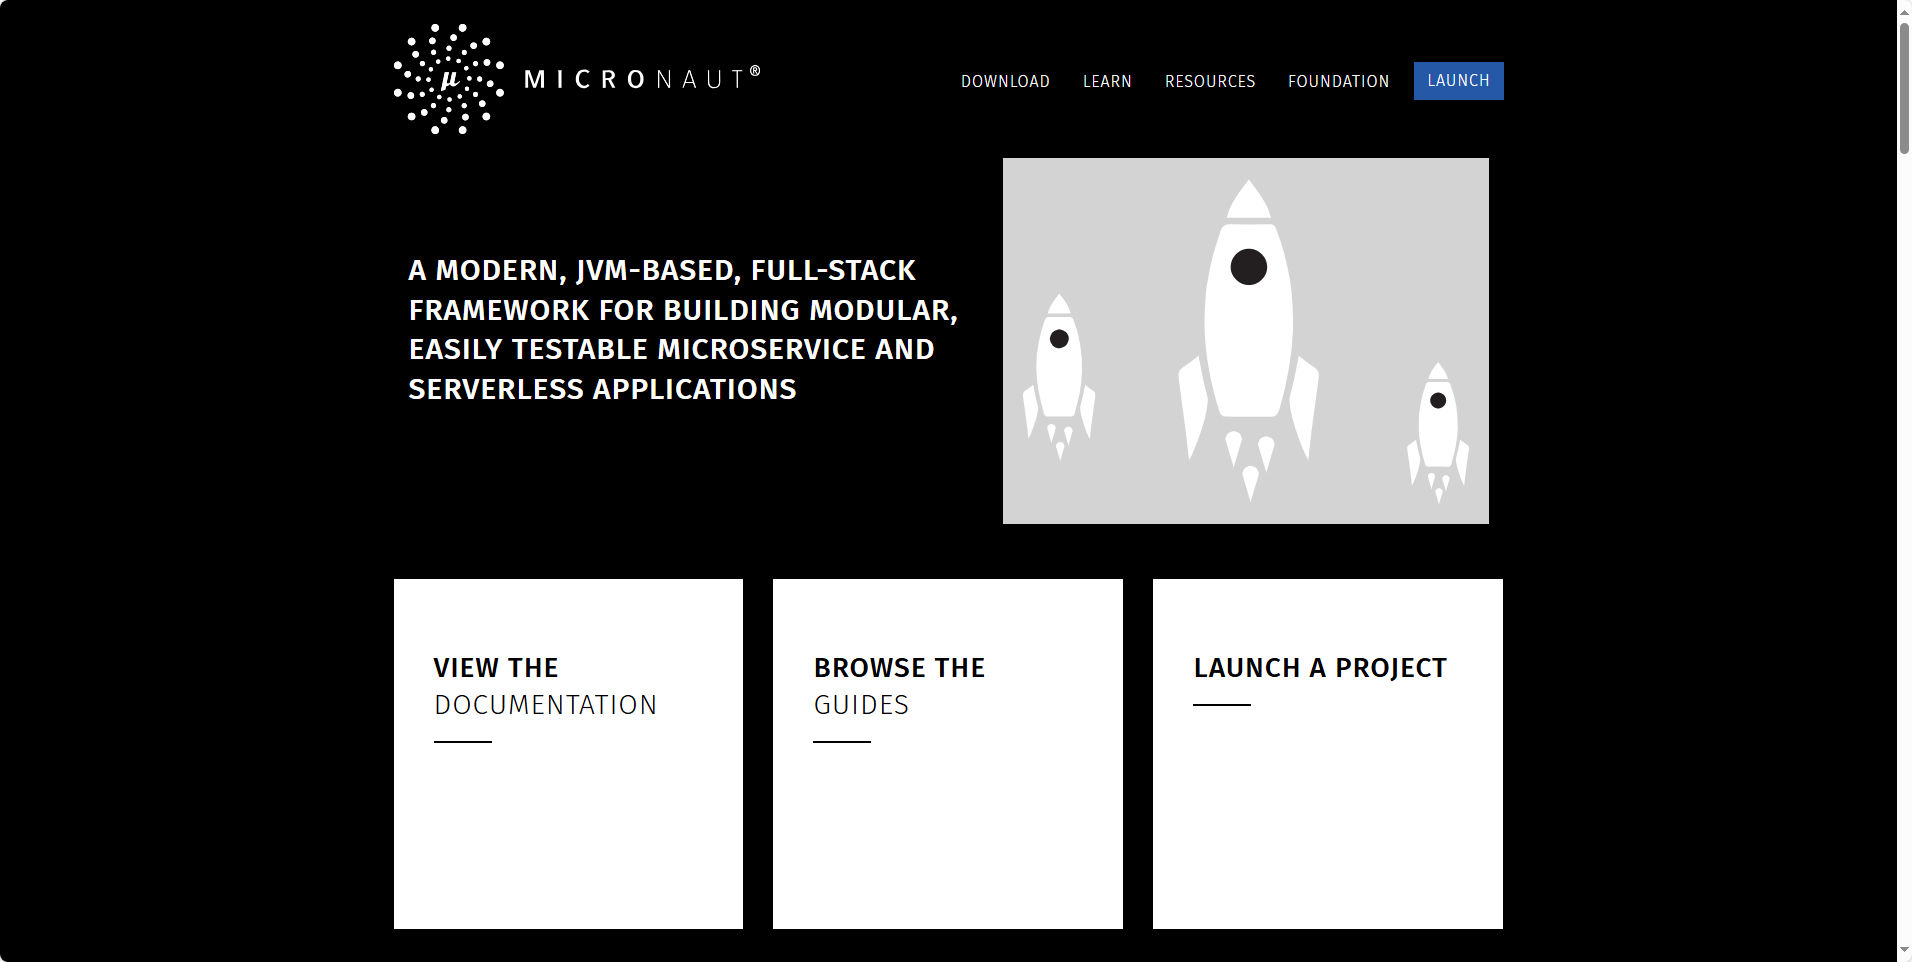 μ MICRONAUT®
DOWNLOAD LEARN RESOURCES FOUNDATION LAUNCH
A MODERN, JVM-BASED, FULL-STACK
FRAMEWORK FOR BUILDING MODULAR,
EASILY TESTABLE MICROSERVICE AND
SERVERLESS APPLICATIONS
VIEW THE
DOCUMENTATION
BROWSE THE
GUIDES
LAUNCH A PROJECT